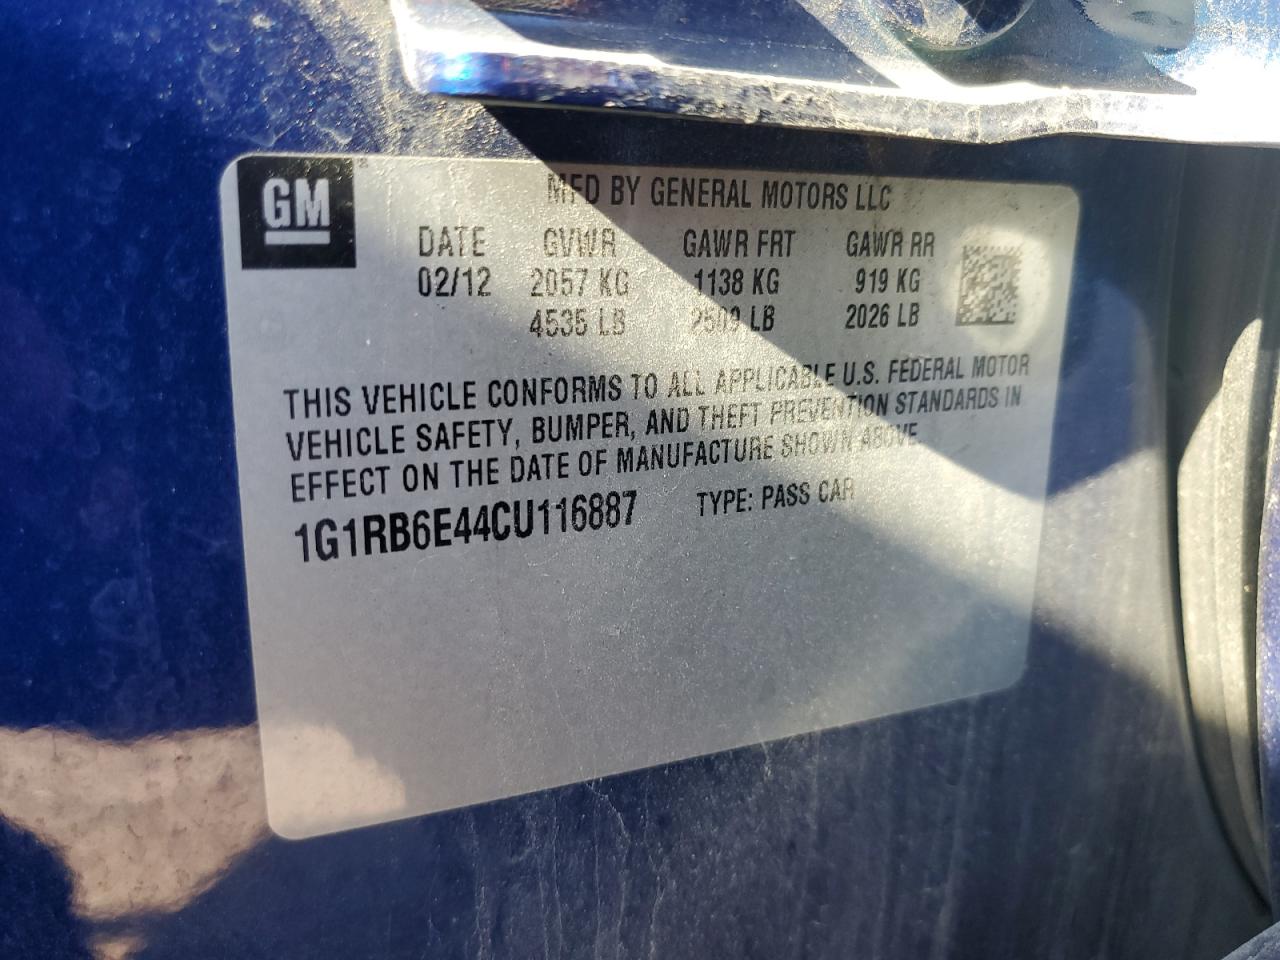 GM
MFD BY GENERAL MOTORS LLC
DATE GVWR GAWR FRT GAWR RR
02/12 2057 KG 1138 KG 919 KG
4535 LB 2509 LB 2026 LB
THIS VEHICLE CONFORMS TO ALL APPLICABLE U.S. FEDERAL MOTOR
VEHICLE SAFETY, BUMPER, AND THEFT PREVENTION STANDARDS IN
EFFECT ON THE DATE OF MANUFACTURE SHOWN ABOVE
1G1RB6E44CU116887 TYPE: PASS CAR